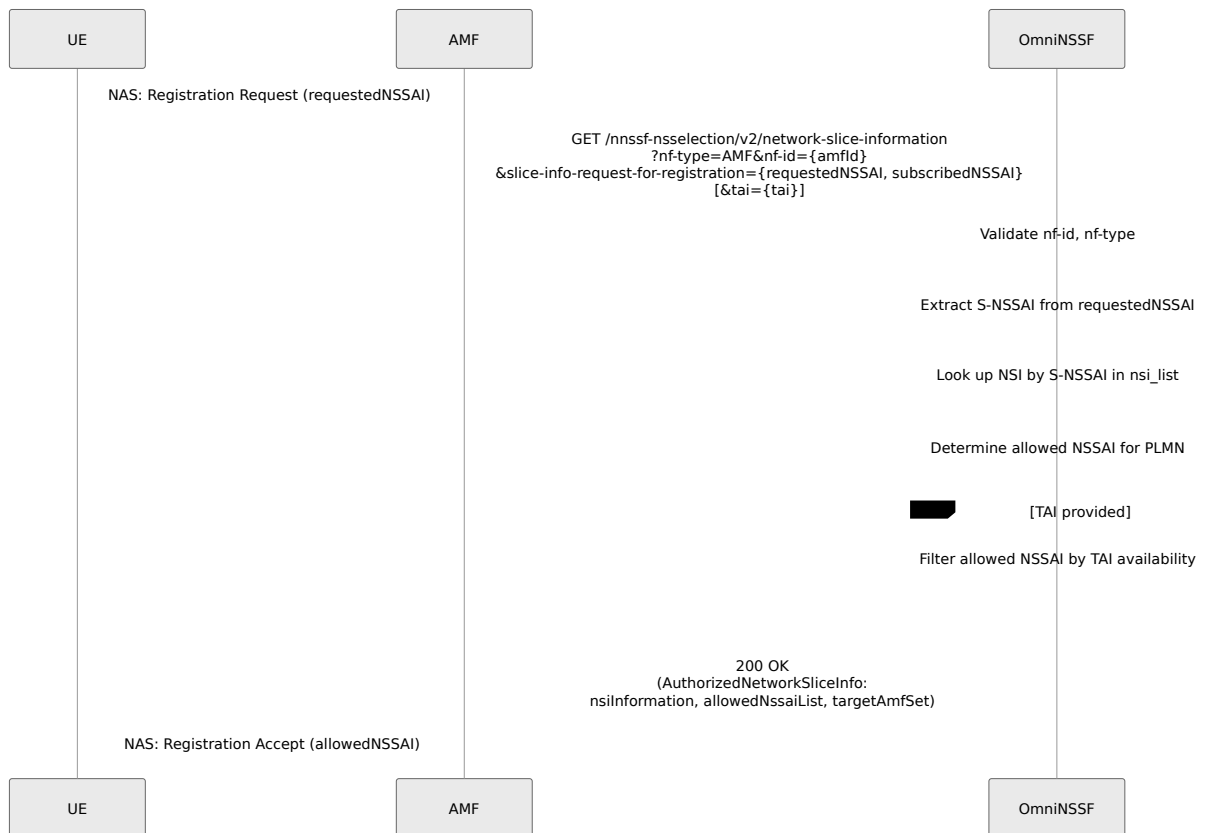 UE
AMF
OmniNSSF
NAS: Registration Request (requestedNSSAI)
GET /nnssf-nsselection/v2/network-slice-information
?nf-type=AMF&nf-id={amfId}
&slice-info-request-for-registration={requestedNSSAI, subscribedNSSAI}
[&tai={tai}]
Validate nf-id, nf-type
Extract S-NSSAI from requestedNSSAI
Look up NSI by S-NSSAI in nsi_list
Determine allowed NSSAI for PLMN
[TAI provided]
Filter allowed NSSAI by TAI availability
200 OK
(AuthorizedNetworkSliceInfo:
nsiInformation, allowedNssaiList, targetAmfSet)
NAS: Registration Accept (allowedNSSAI)
UE
AMF
OmniNSSF